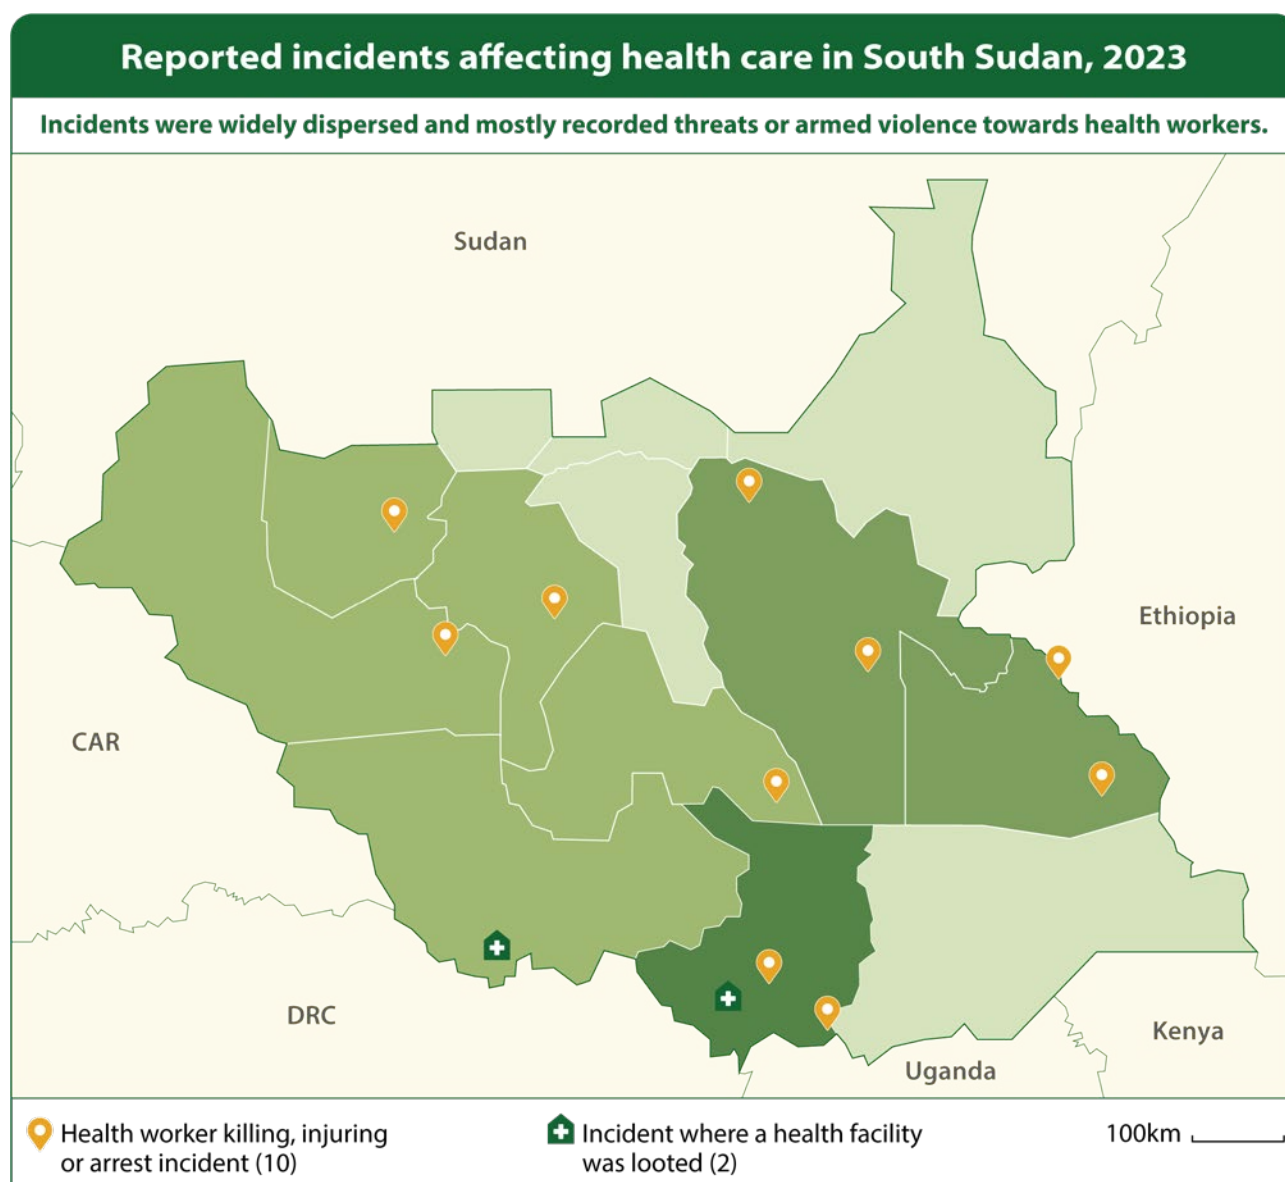 Reported incidents affecting health care in South Sudan, 2023
Incidents were widely dispersed and mostly recorded threats or armed violence towards health workers.
Sudan
Ethiopia
CAR
DRC
Kenya
Uganda
Health worker killing, injuring
or arrest incident (10)
Incident where a health facility
was looted (2)
100km